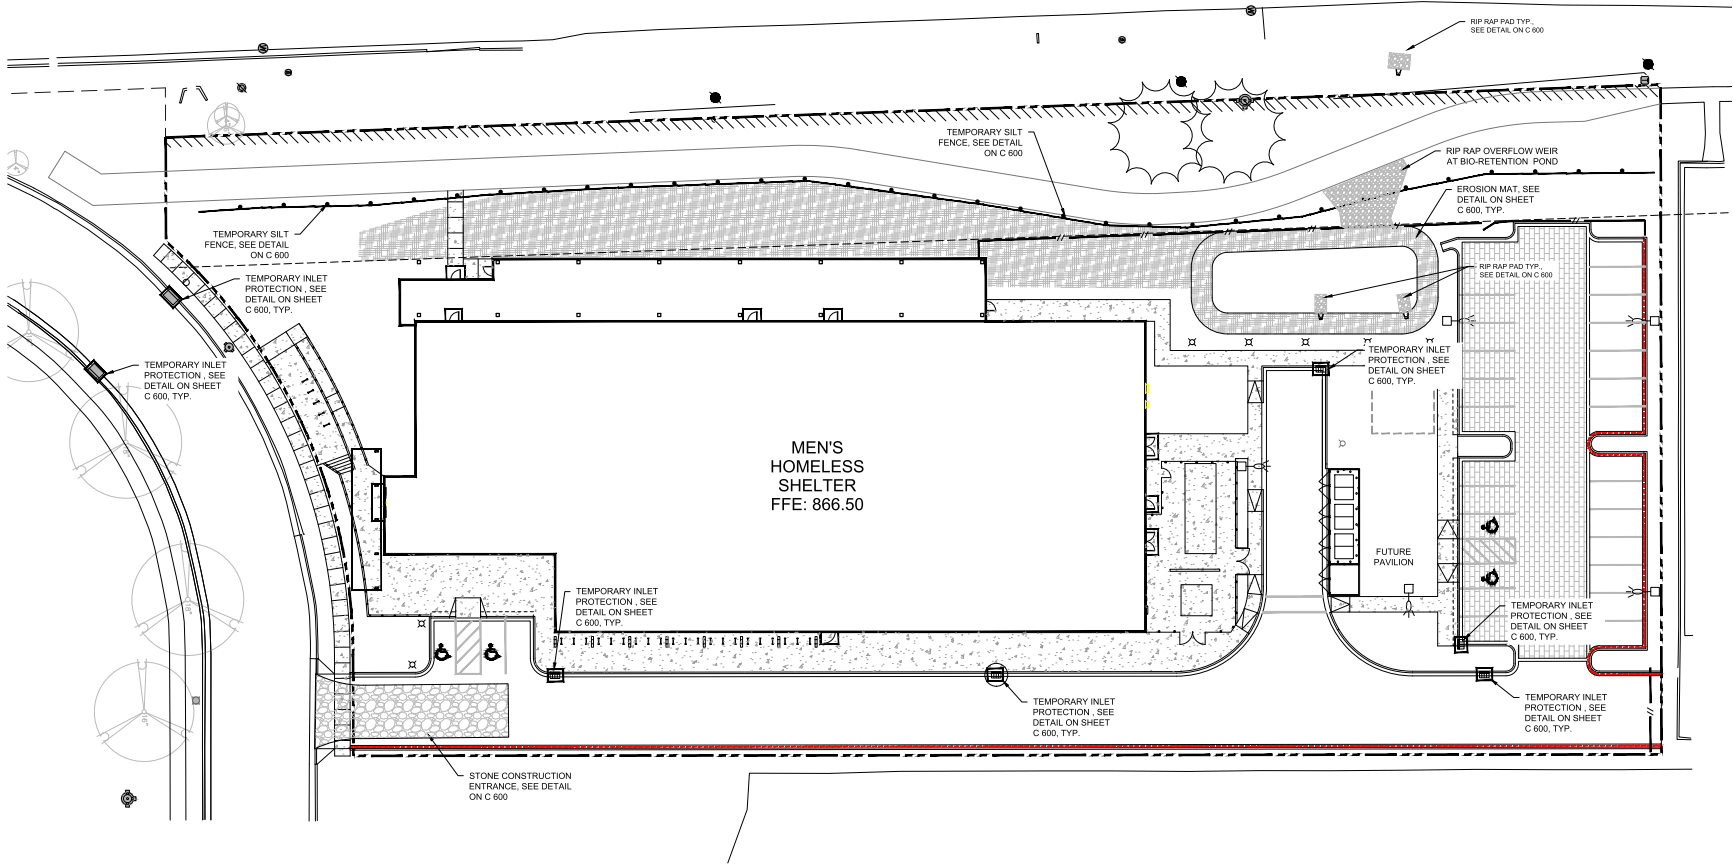 RIP RAP PAD TYP.,
SEE DETAIL ON C 600
TEMPORARY SILT
FENCE, SEE DETAIL
ON C 600
RIP RAP OVERFLOW WEIR
AT BIO-RETENTION POND
EROSION MAT, SEE
DETAIL ON SHEET
C 600, TYP.
TEMPORARY SILT
FENCE, SEE DETAIL
ON C 600
RIP RAP PAD TYP.,
SEE DETAIL ON C 600
TEMPORARY INLET
PROTECTION , SEE
DETAIL ON SHEET
C 600, TYP.
TEMPORARY INLET
PROTECTION , SEE
DETAIL ON SHEET
C 600, TYP.
TEMPORARY INLET
PROTECTION , SEE
DETAIL ON SHEET
C 600, TYP.
MEN'S
HOMELESS
SHELTER
FFE: 866.50
FUTURE
PAVILION
TEMPORARY INLET
PROTECTION , SEE
DETAIL ON SHEET
C 600, TYP.
TEMPORARY INLET
PROTECTION , SEE
DETAIL ON SHEET
C 600, TYP.
TEMPORARY INLET
PROTECTION , SEE
DETAIL ON SHEET
C 600, TYP.
TEMPORARY INLET
PROTECTION , SEE
DETAIL ON SHEET
C 600, TYP.
STONE CONSTRUCTION
ENTRANCE, SEE DETAIL
ON C 600